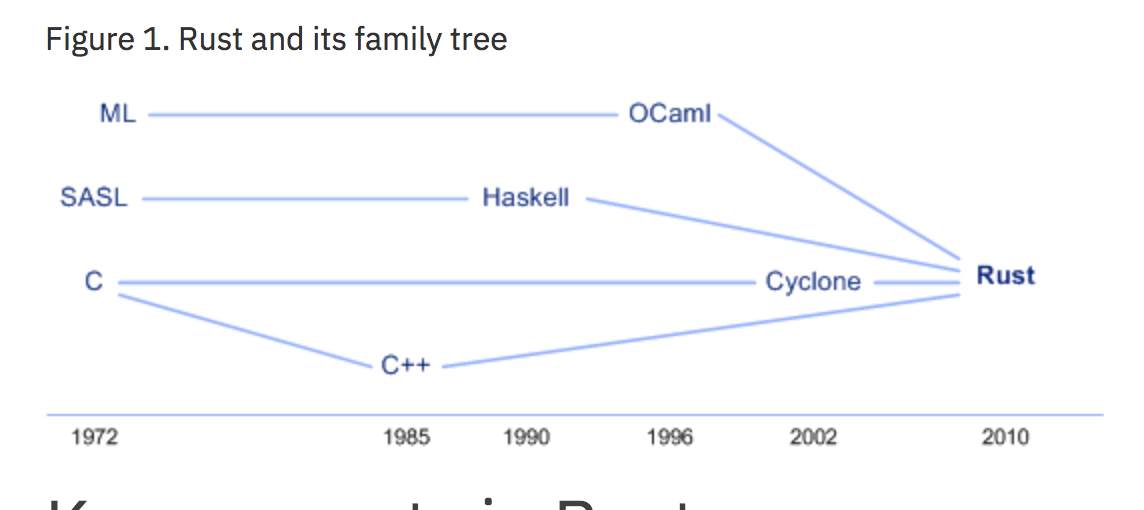 Figure 1. Rust and its family tree
ML OCaml
SASL Haskell
C Cyclone Rust
C++
1972 1985 1990 1996 2002 2010